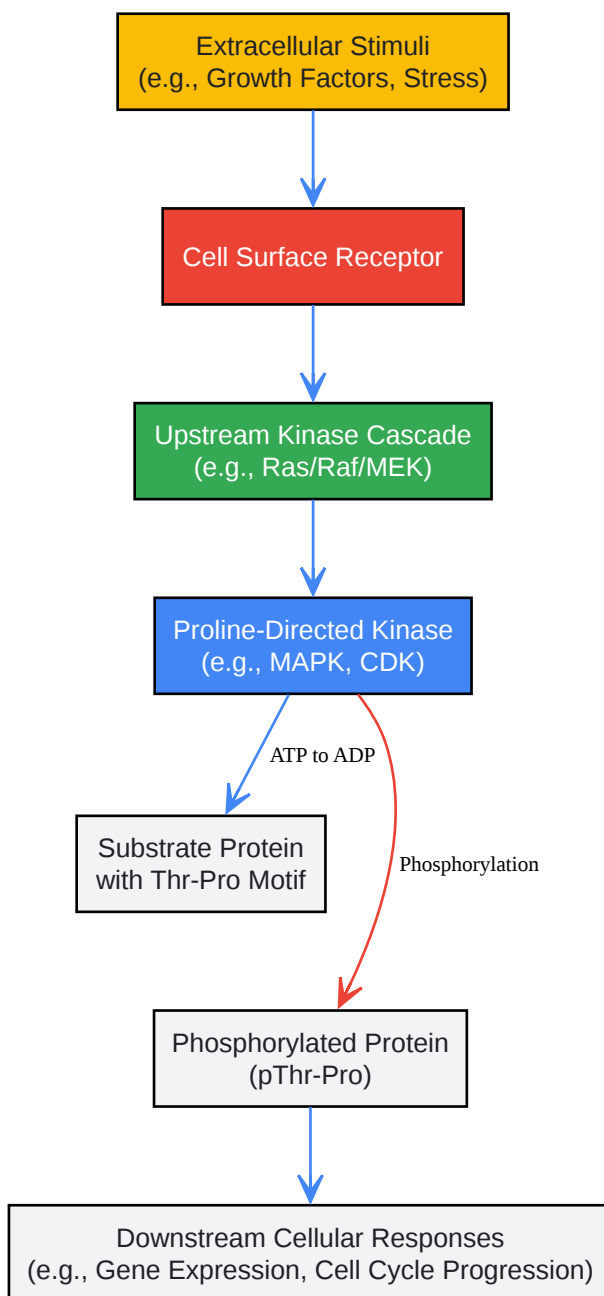 Extracellular Stimuli
(e.g., Growth Factors, Stress)
Cell Surface Receptor
Upstream Kinase Cascade
(e.g., Ras/Raf/MEK)
Proline-Directed Kinase
(e.g., MAPK, CDK)
ATP to ADP
Substrate Protein
with Thr-Pro Motif
Phosphorylation
Phosphorylated Protein
(pThr-Pro)
Downstream Cellular Responses
(e.g., Gene Expression, Cell Cycle Progression)